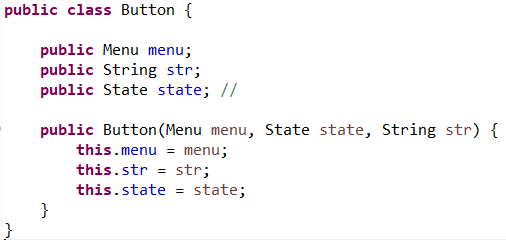 public class Button {
public Menu menu;
public String str;
public State state; //
public Button(Menu menu, State state, String str) {
this.menu = menu;
this.str = str;
this.state = state;
}
}